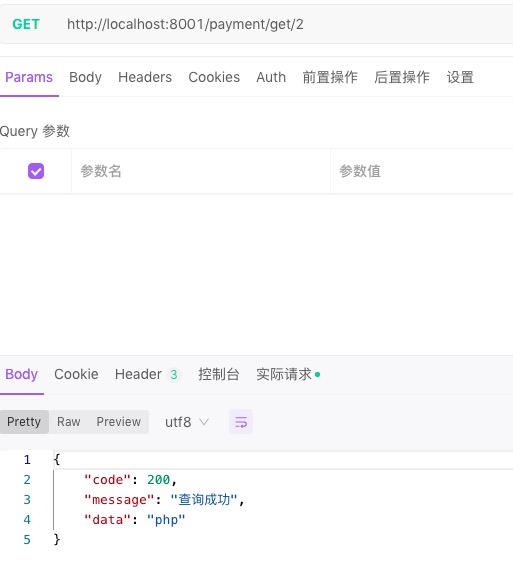 GET http://localhost:8001/payment/get/2
Params Body Headers Cookies Auth 前置操作 后置操作 设置
Query 参数
参数名 参数值
Body Cookie Header 3 控制台 实际请求
Pretty Raw Preview utf8
1 {
2 "code": 200,
3 "message": "查询成功",
4 "data": "php"
5 }